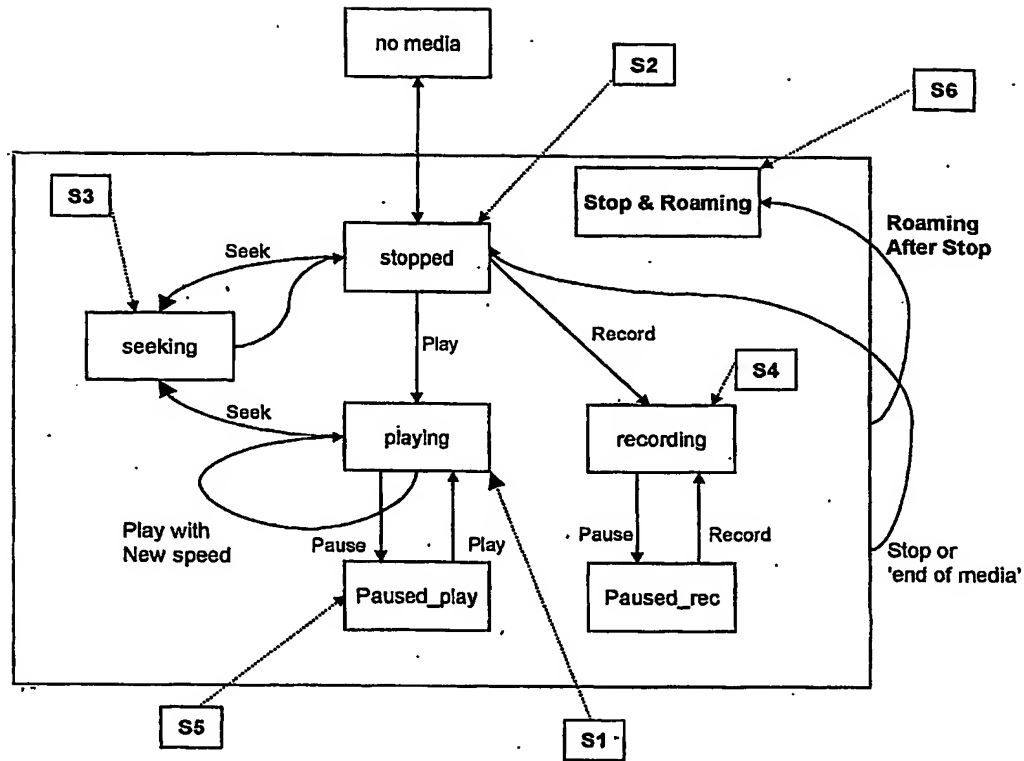 no media
S2
S6
S3
Stop & Roaming
Roaming
After Stop
Seek
stopped
seeking
Play
Record
S4
Seek
playing
recording
Play with
New speed
Pause
Play
Pause
Record
Stop or
'end of media'
Paused_play
Paused_rec
S5
S1